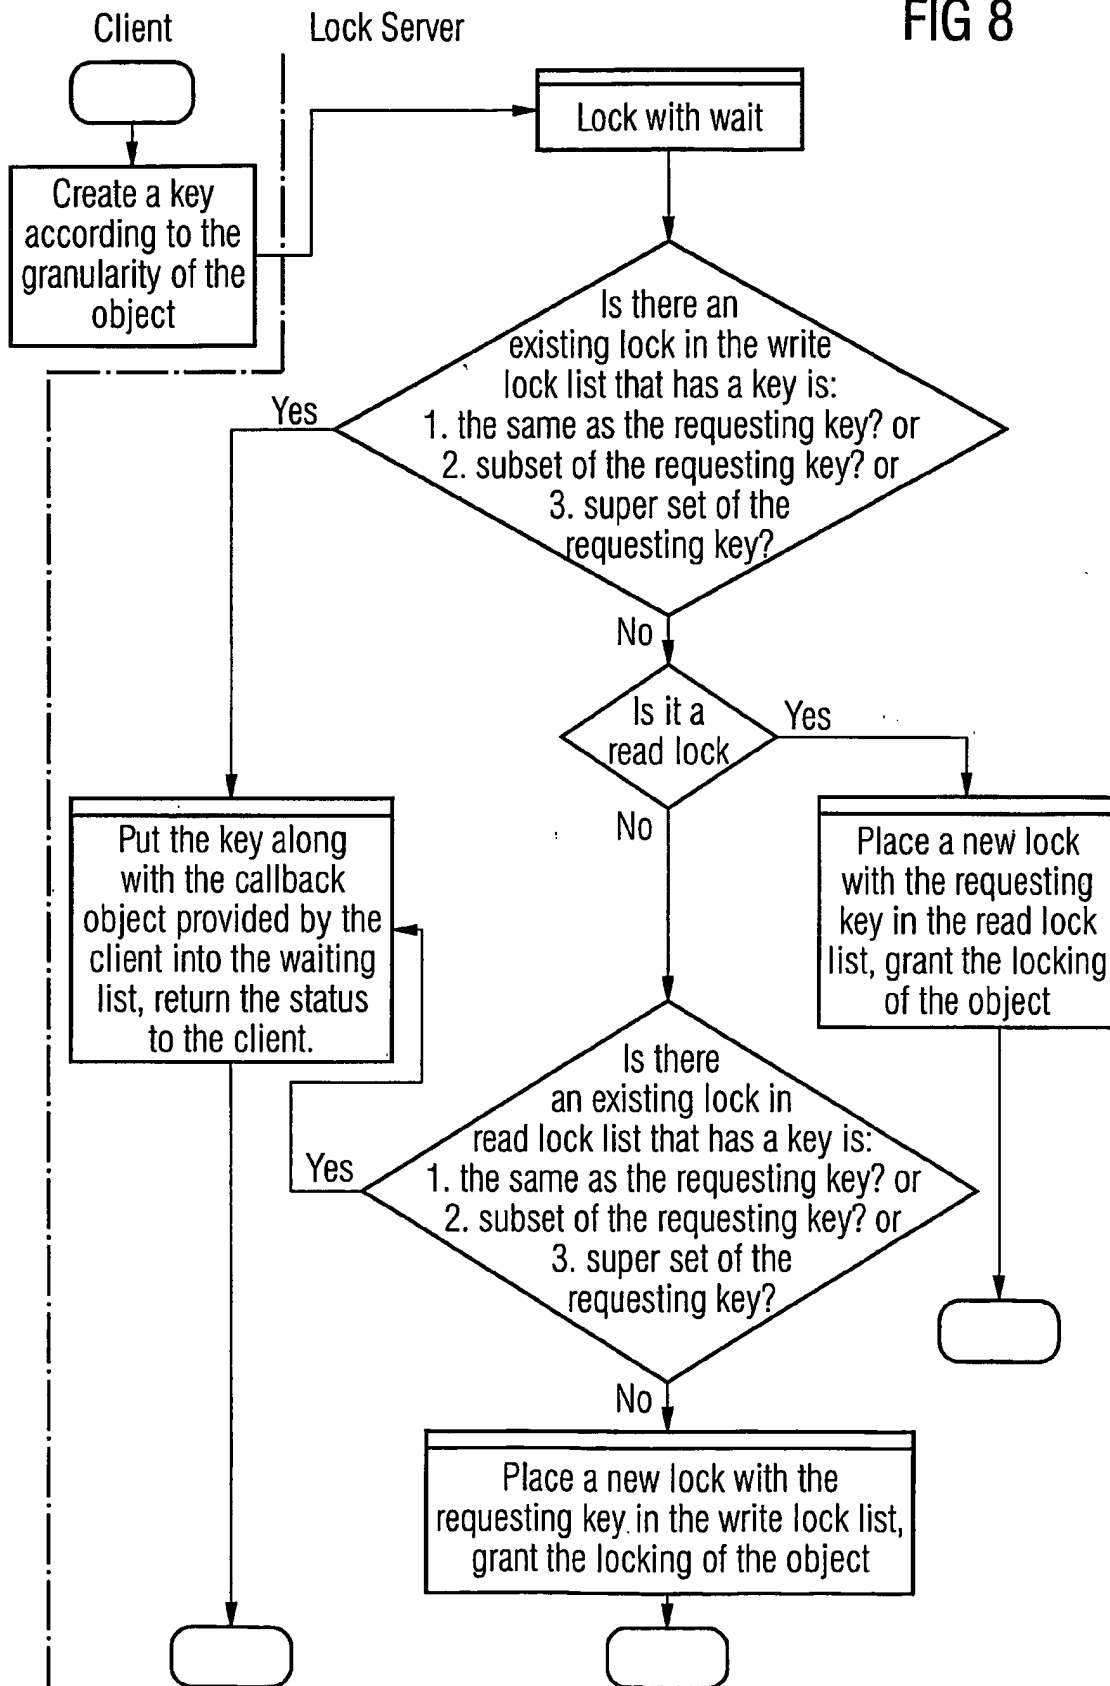 Client
Lock Server
FIG 8
Lock with wait
Create a key
according to the
granularity of the
object
Is there an
existing lock in the write
lock list that has a key is:
1. the same as the requesting key? or
2. subset of the requesting key? or
3. super set of the
requesting key?
Yes
No
Is it a
read lock
Yes
No
Put the key along
with the callback
object provided by the
client into the waiting
list, return the status
to the client.
Place a new lock
with the requesting
key in the read lock
list, grant the locking
of the object
Is there
an existing lock in
read lock list that has a key is:
1. the same as the requesting key? or
2. subset of the requesting key? or
3. super set of the
requesting key?
Yes
No
Place a new lock with the
requesting key in the write lock list,
grant the locking of the object